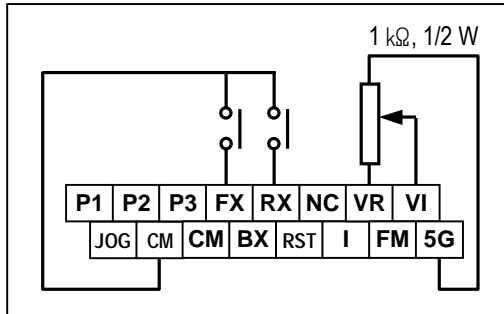 1 kΩ, 1/2 W
P1 P2 P3 FX RX NC VR VI
JOG CM CM BX RST I FM 5G